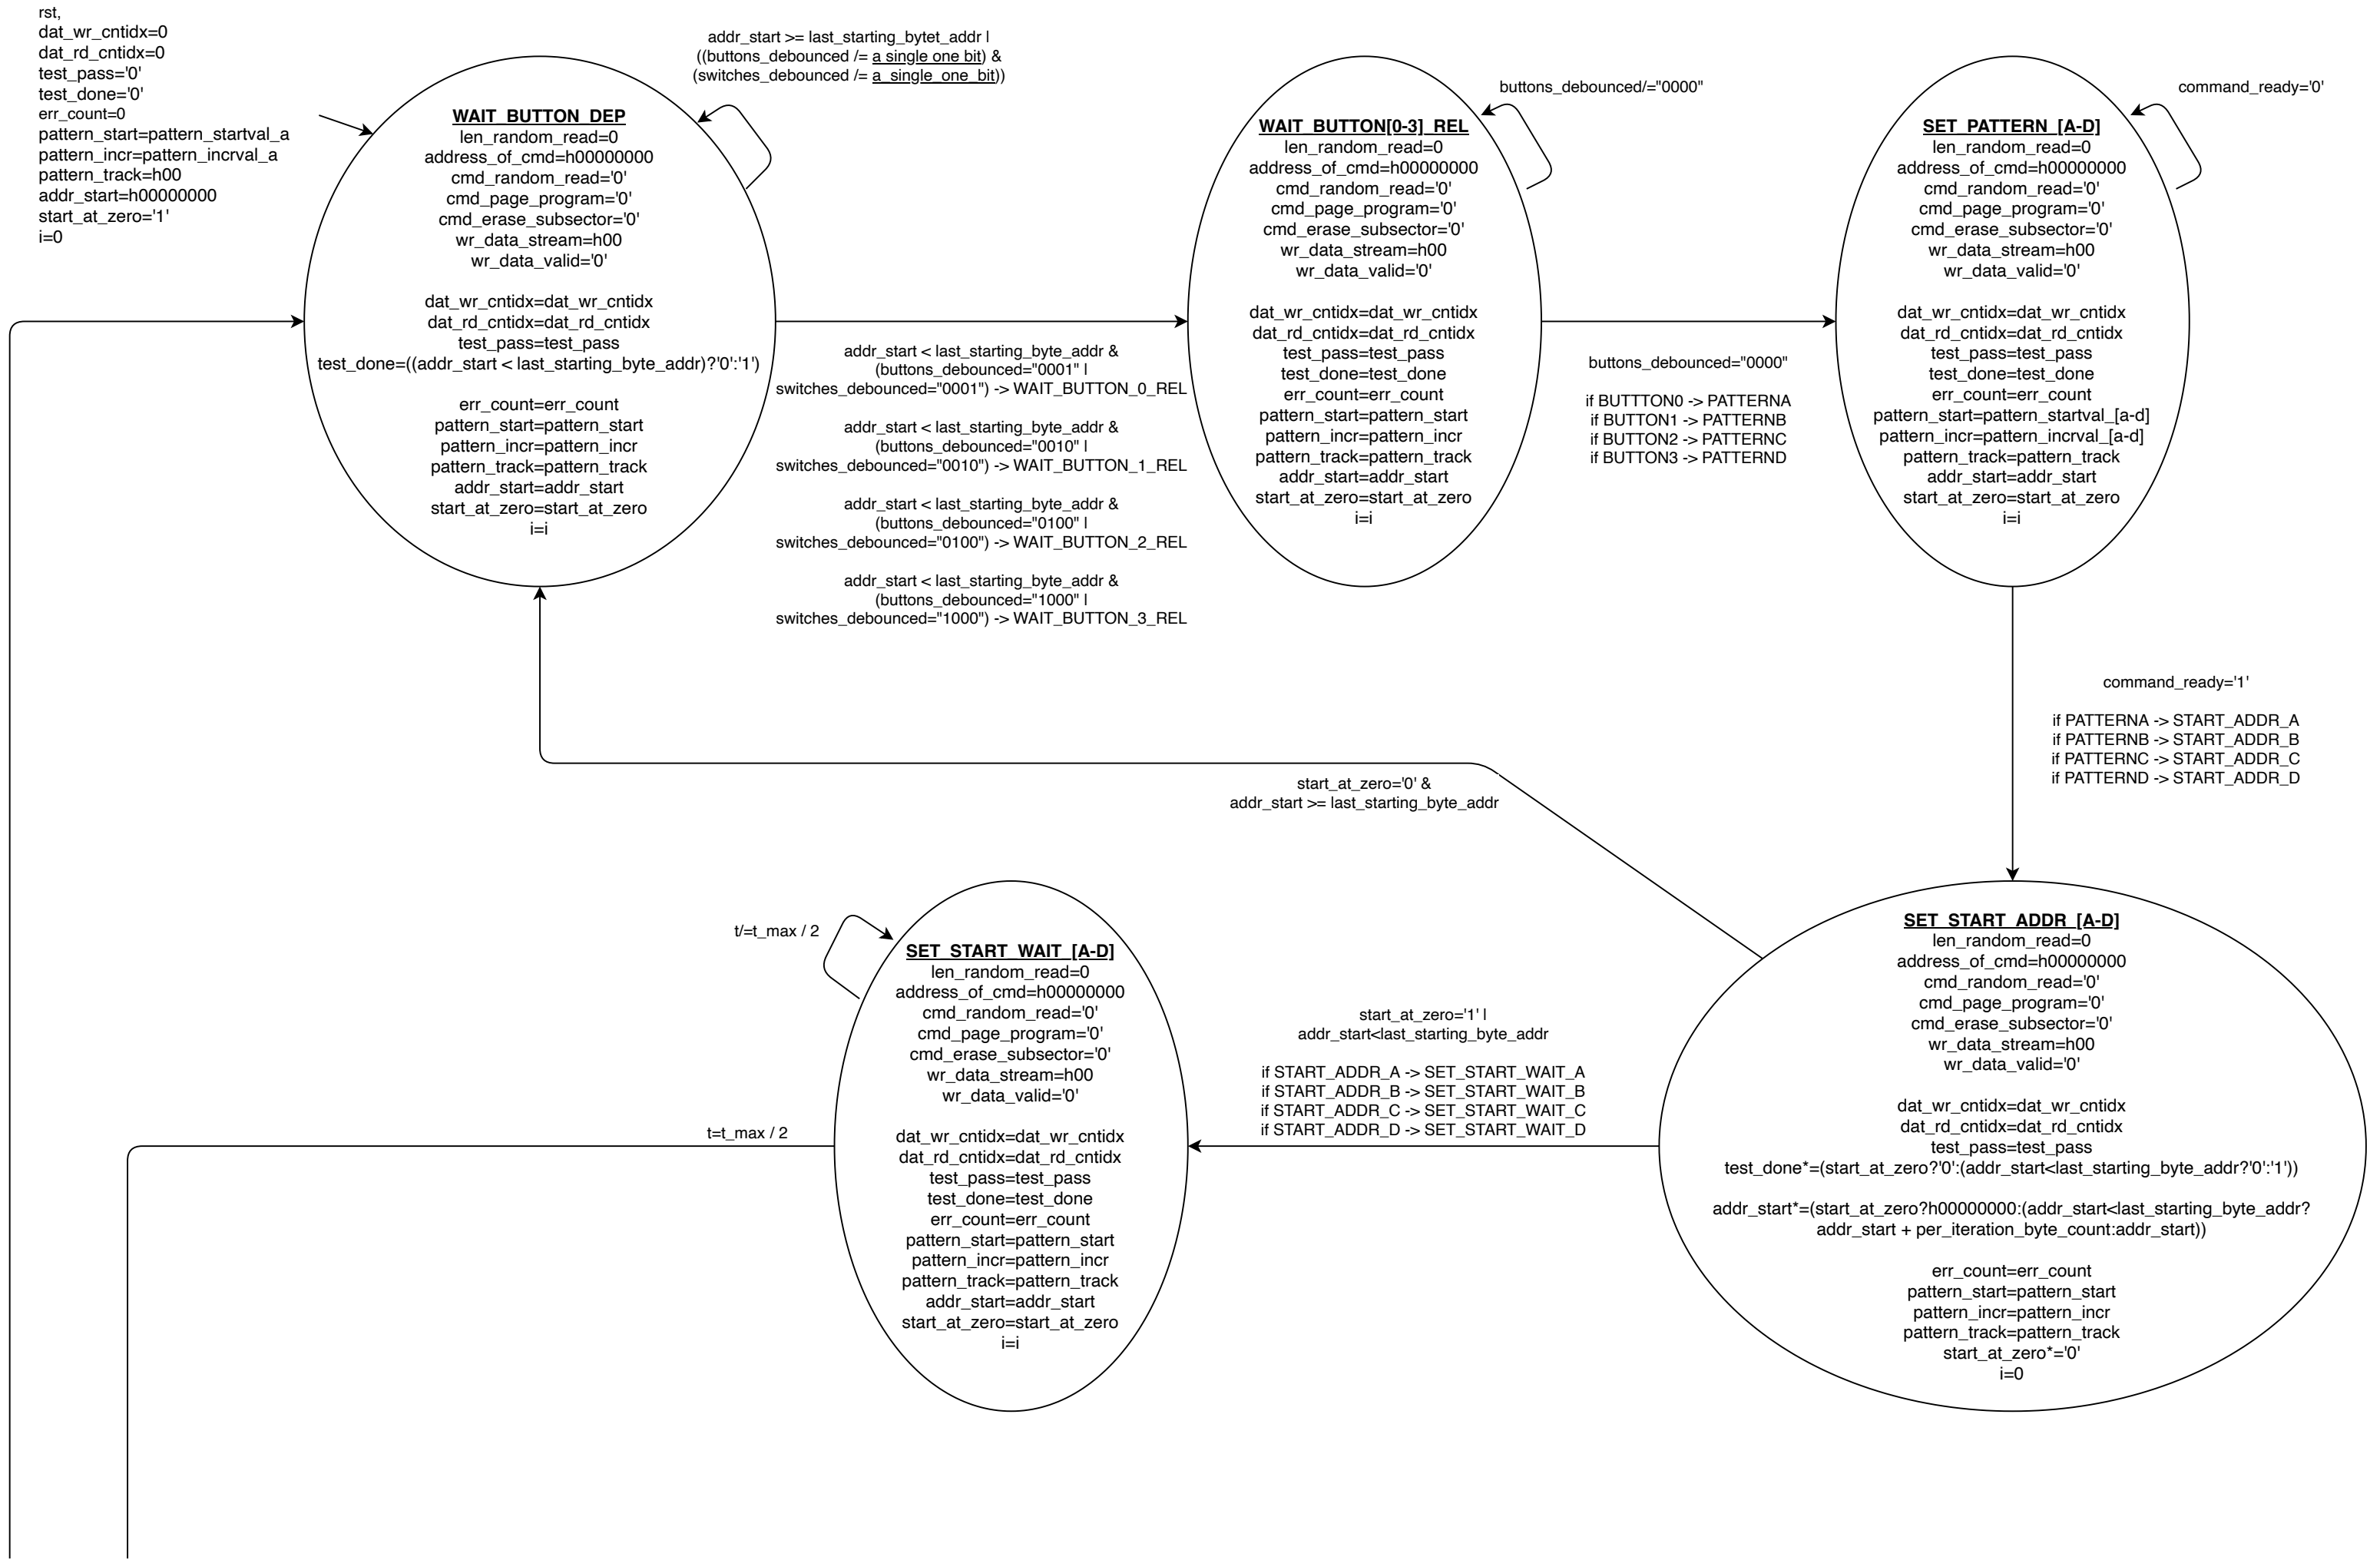 rst,
dat_wr_cntidx=0
dat_rd_cntidx=0
test_pass='0'
test_done='0'
err_count=0
pattern_start=pattern_startval_a
pattern_incr=pattern_incrval_a
pattern_track=h00
addr_start=h00000000
start_at_zero='1'
i=0
addr_start >= last_starting_bytet_addr |
((buttons_debounced /= a single one bit) &
(switches_debounced /= a_single_one_bit))
WAIT_BUTTON_DEP
len_random_read=0
address_of_cmd=h00000000
cmd_random_read='0'
cmd_page_program='0'
cmd_erase_subsector='0'
wr_data_stream=h00
wr_data_valid='0'
dat_wr_cntidx=dat_wr_cntidx
dat_rd_cntidx=dat_rd_cntidx
test_pass=test_pass
test_done=((addr_start < last_starting_byte_addr)?'0':'1')
err_count=err_count
pattern_start=pattern_start
pattern_incr=pattern_incr
pattern_track=pattern_track
addr_start=addr_start
start_at_zero=start_at_zero
i=i
addr_start < last_starting_byte_addr &
(buttons_debounced="0001" |
switches_debounced="0001") -> WAIT_BUTTON_0_REL
addr_start < last_starting_byte_addr &
(buttons_debounced="0010" |
switches_debounced="0010") -> WAIT_BUTTON_1_REL
addr_start < last_starting_byte_addr &
(buttons_debounced="0100" |
switches_debounced="0100") -> WAIT_BUTTON_2_REL
addr_start < last_starting_byte_addr &
(buttons_debounced="1000" |
switches_debounced="1000") -> WAIT_BUTTON_3_REL
buttons_debounced/="0000"
WAIT_BUTTON[0-3]_REL
len_random_read=0
address_of_cmd=h00000000
cmd_random_read='0'
cmd_page_program='0'
cmd_erase_subsector='0'
wr_data_stream=h00
wr_data_valid='0'
dat_wr_cntidx=dat_wr_cntidx
dat_rd_cntidx=dat_rd_cntidx
test_pass=test_pass
test_done=test_done
err_count=err_count
pattern_start=pattern_start
pattern_incr=pattern_incr
pattern_track=pattern_track
addr_start=addr_start
start_at_zero=start_at_zero
i=i
buttons_debounced="0000"
if BUTTTON0 -> PATTERNA
if BUTTON1 -> PATTERNB
if BUTTON2 -> PATTERNC
if BUTTON3 -> PATTERND
command_ready='0'
SET_PATTERN_[A-D]
len_random_read=0
address_of_cmd=h00000000
cmd_random_read='0'
cmd_page_program='0'
cmd_erase_subsector='0'
wr_data_stream=h00
wr_data_valid='0'
dat_wr_cntidx=dat_wr_cntidx
dat_rd_cntidx=dat_rd_cntidx
test_pass=test_pass
test_done=test_done
err_count=err_count
pattern_start=pattern_startval_[a-d]
pattern_incr=pattern_incrval_[a-d]
pattern_track=pattern_track
addr_start=addr_start
start_at_zero=start_at_zero
i=i
command_ready='1'
if PATTERNA -> START_ADDR_A
if PATTERNB -> START_ADDR_B
if PATTERNC -> START_ADDR_C
if PATTERND -> START_ADDR_D
start_at_zero='0' &
addr_start >= last_starting_byte_addr
SET_START_ADDR_[A-D]
len_random_read=0
address_of_cmd=h00000000
cmd_random_read='0'
cmd_page_program='0'
cmd_erase_subsector='0'
wr_data_stream=h00
wr_data_valid='0'
dat_wr_cntidx=dat_wr_cntidx
dat_rd_cntidx=dat_rd_cntidx
test_pass=test_pass
test_done*=(start_at_zero?'0':(addr_start<last_starting_byte_addr?'0':'1'))
addr_start*=(start_at_zero?h00000000:(addr_start<last_starting_byte_addr?
addr_start + per_iteration_byte_count:addr_start))
err_count=err_count
pattern_start=pattern_start
pattern_incr=pattern_incr
pattern_track=pattern_track
start_at_zero*='0'
i=0
start_at_zero='1' |
addr_start<last_starting_byte_addr
if START_ADDR_A -> SET_START_WAIT_A
if START_ADDR_B -> SET_START_WAIT_B
if START_ADDR_C -> SET_START_WAIT_C
if START_ADDR_D -> SET_START_WAIT_D
t/=t_max / 2
SET_START_WAIT_[A-D]
len_random_read=0
address_of_cmd=h00000000
cmd_random_read='0'
cmd_page_program='0'
cmd_erase_subsector='0'
wr_data_stream=h00
wr_data_valid='0'
dat_wr_cntidx=dat_wr_cntidx
dat_rd_cntidx=dat_rd_cntidx
test_pass=test_pass
test_done=test_done
err_count=err_count
pattern_start=pattern_start
pattern_incr=pattern_incr
pattern_track=pattern_track
addr_start=addr_start
start_at_zero=start_at_zero
i=i
t=t_max / 2